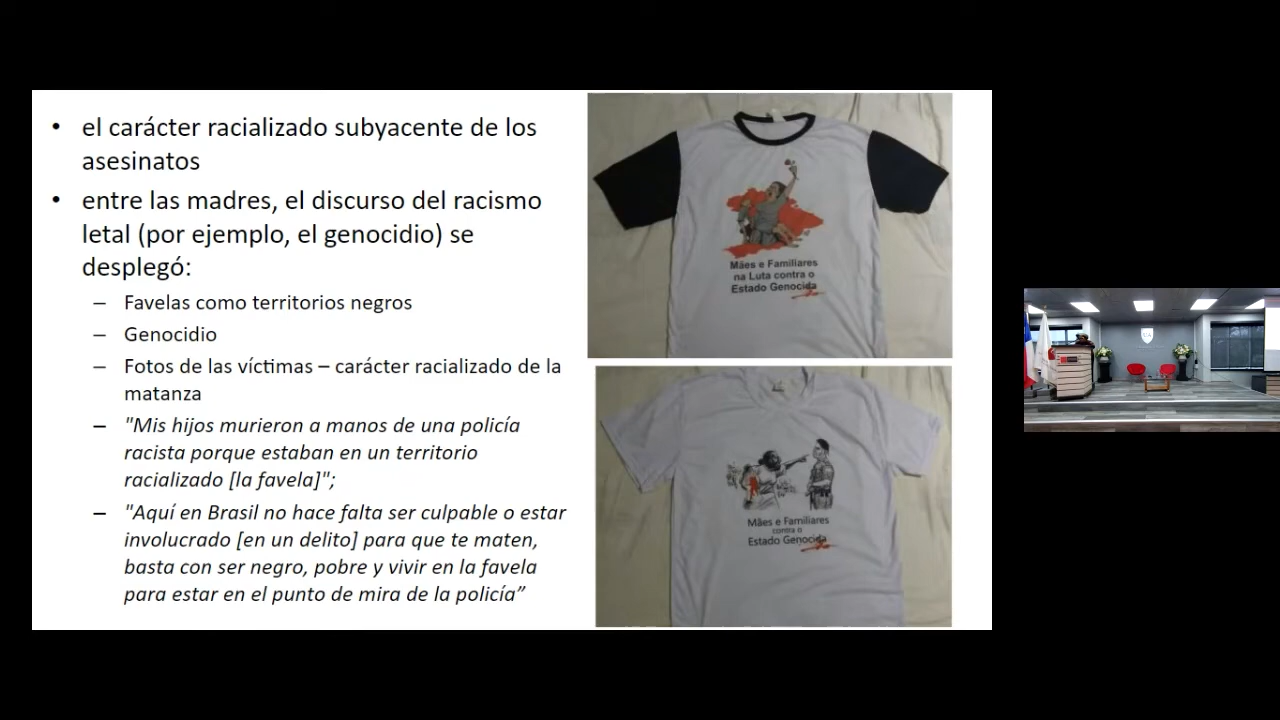 • el carácter racializado subyacente de los
asesinatos
• entre las madres, el discurso del racismo
letal (por ejemplo, el genocidio) se
desplegó:
– Favelas como territorios negros
– Genocidio
– Fotos de las víctimas – carácter racializado de la
matanza
– "Mis hijos murieron a manos de una policía
racista porque estaban en un territorio
racializado [la favela]";
– "Aquí en Brasil no hace falta ser culpable o estar
involucrado [en un delito] para que te maten,
basta con ser negro, pobre y vivir en la favela
para estar en el punto de mira de la policía”
Mães e Familiares
na Luta contra o
Estado Genocida
Mães e Familiares
contra o
Estado Genocida